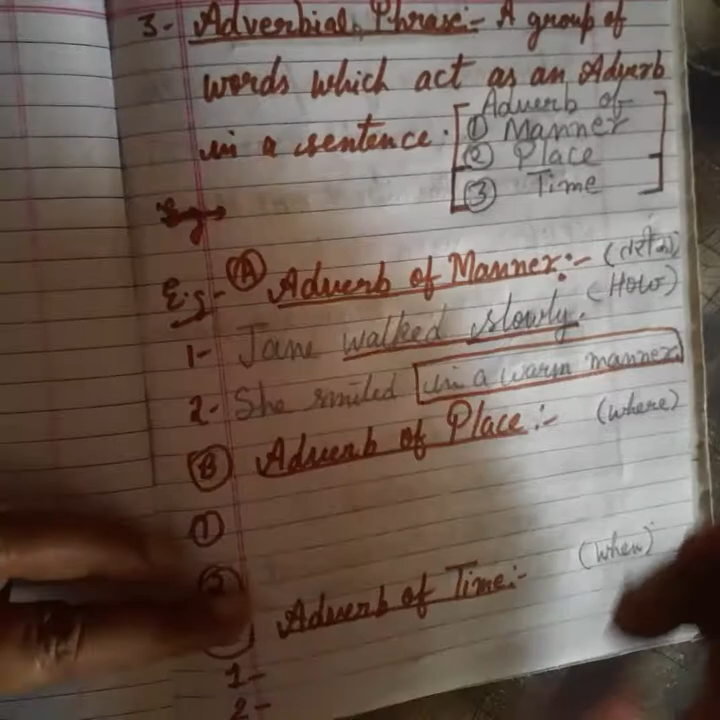 3- Adverbial Phrase:- A group of
words which act as an Adverb
in a sentence.
Adverb of
① Manner
② Place
③ Time
E.g- Ⓐ Adverb of Manner:-
(How)
1- Jane walked slowly.
2- She smiled in a warm manner
Ⓑ Adverb of Place:- (where)
①
②
Adverb of Time:- (when)
1-
2-